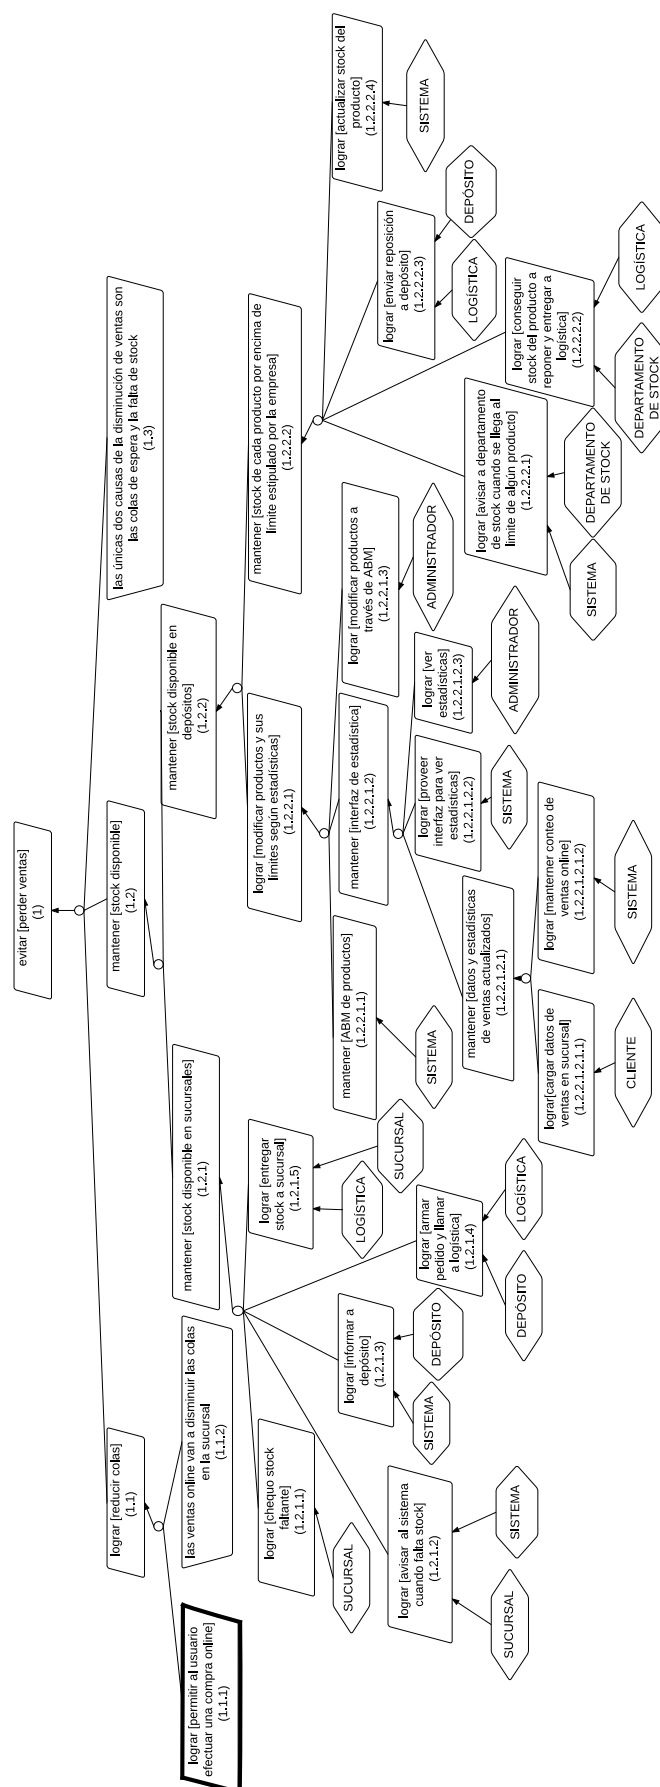 evitar [perder ventas]
(1)
lograr [reducir colas]
(1.1)
mantener [stock disponible]
(1.2)
las únicas dos causas de la disminución de ventas son
las colas de espera y la falta de stock
(1.3)
lograr [permitir al usuario
efectuar una compra online]
(1.1.1)
las ventas online van a disminuir las colas
en la sucursal
(1.1.2)
mantener [stock disponible en sucursales]
(1.2.1)
mantener [stock disponible en
depósitos]
(1.2.2)
lograr [chequo stock
faltante]
(1.2.1.1)
SUCURSAL
lograr [avisar al sistema
cuando falta stock]
(1.2.1.2)
SUCURSAL
SISTEMA
lograr [informar a
depósito]
(1.2.1.3)
SISTEMA
DEPÓSITO
lograr [armar
pedido y llamar
a logística]
(1.2.1.4)
DEPÓSITO
LOGÍSTICA
lograr [entregar
stock a sucursal]
(1.2.1.5)
LOGÍSTICA
SUCURSAL
lograr [modificar productos y sus
límites según estadísticas]
(1.2.2.1)
mantener [stock de cada producto por encima de
límite estipulado por la empresa]
(1.2.2.2)
mantener [ABM de productos]
(1.2.2.1.1)
SISTEMA
mantener [interfaz de estadística]
(1.2.2.1.2)
lograr [modificar productos a
través de ABM]
(1.2.2.1.3)
ADMINISTRADOR
mantener [datos y estadísticas
de ventas actualizados]
(1.2.2.1.2.1)
lograr [proveer
interfaz para ver
estadísticas]
(1.2.2.1.2.2)
SISTEMA
lograr [ver
estadísticas]
(1.2.2.1.2.3)
ADMINISTRADOR
lograr[cargar datos de
ventas en sucursal]
(1.2.2.1.2.1.1)
CLIENTE
lograr [manterner conteo de
ventas online]
(1.2.2.1.2.1.2)
SISTEMA
lograr [avisar a departamento
de stock cuando se llega al
límite de algún producto]
(1.2.2.2.1)
SISTEMA
DEPARTAMENTO
DE STOCK
lograr [conseguir
stock del producto a
reponer y entregar a
logística]
(1.2.2.2.2)
DEPARTAMENTO
DE STOCK
LOGÍSTICA
lograr [enviar reposición
a depósito]
(1.2.2.2.3)
LOGÍSTICA
DEPÓSITO
lograr [actualizar stock del
producto]
(1.2.2.2.4)
SISTEMA